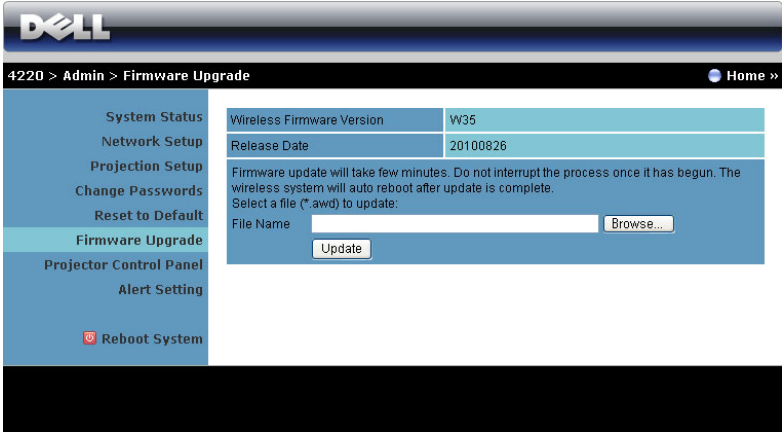 DELL
4220 > Admin > Firmware Upgrade
Home »
System Status
Network Setup
Projection Setup
Change Passwords
Reset to Default
Firmware Upgrade
Projector Control Panel
Alert Setting
Reboot System
Wireless Firmware Version W35
Release Date 20100826
Firmware update will take few minutes. Do not interrupt the process once it has begun. The
wireless system will auto reboot after update is complete.
Select a file (*.awd) to update:
File Name Browse...
Update